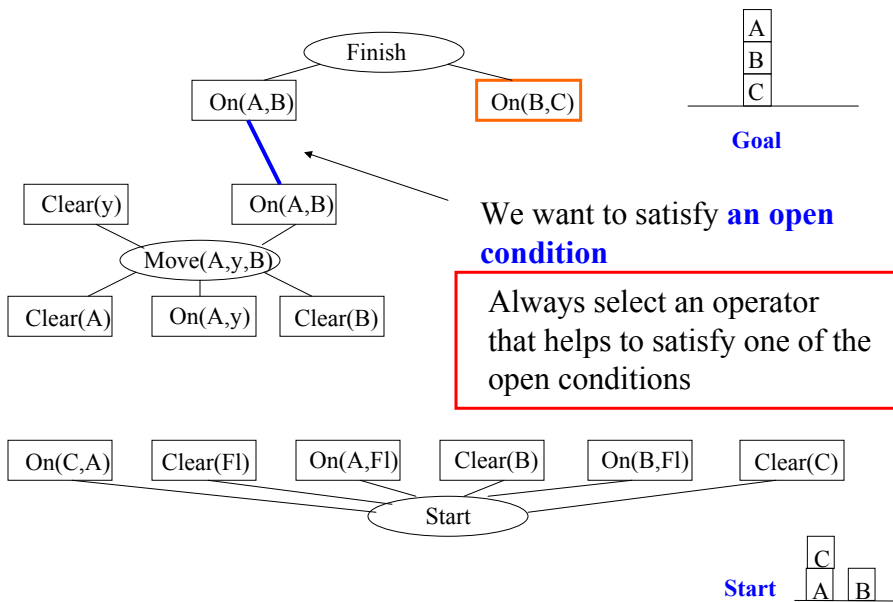 Finish
On(A,B)
On(B,C)
A
B
C
Goal
Clear(y)
On(A,B)
Move(A,y,B)
Clear(A)
On(A,y)
Clear(B)
We want to satisfy an open
condition
Always select an operator
that helps to satisfy one of the
open conditions
On(C,A)
Clear(Fl)
On(A,Fl)
Clear(B)
On(B,Fl)
Clear(C)
Start
Start
C
A B